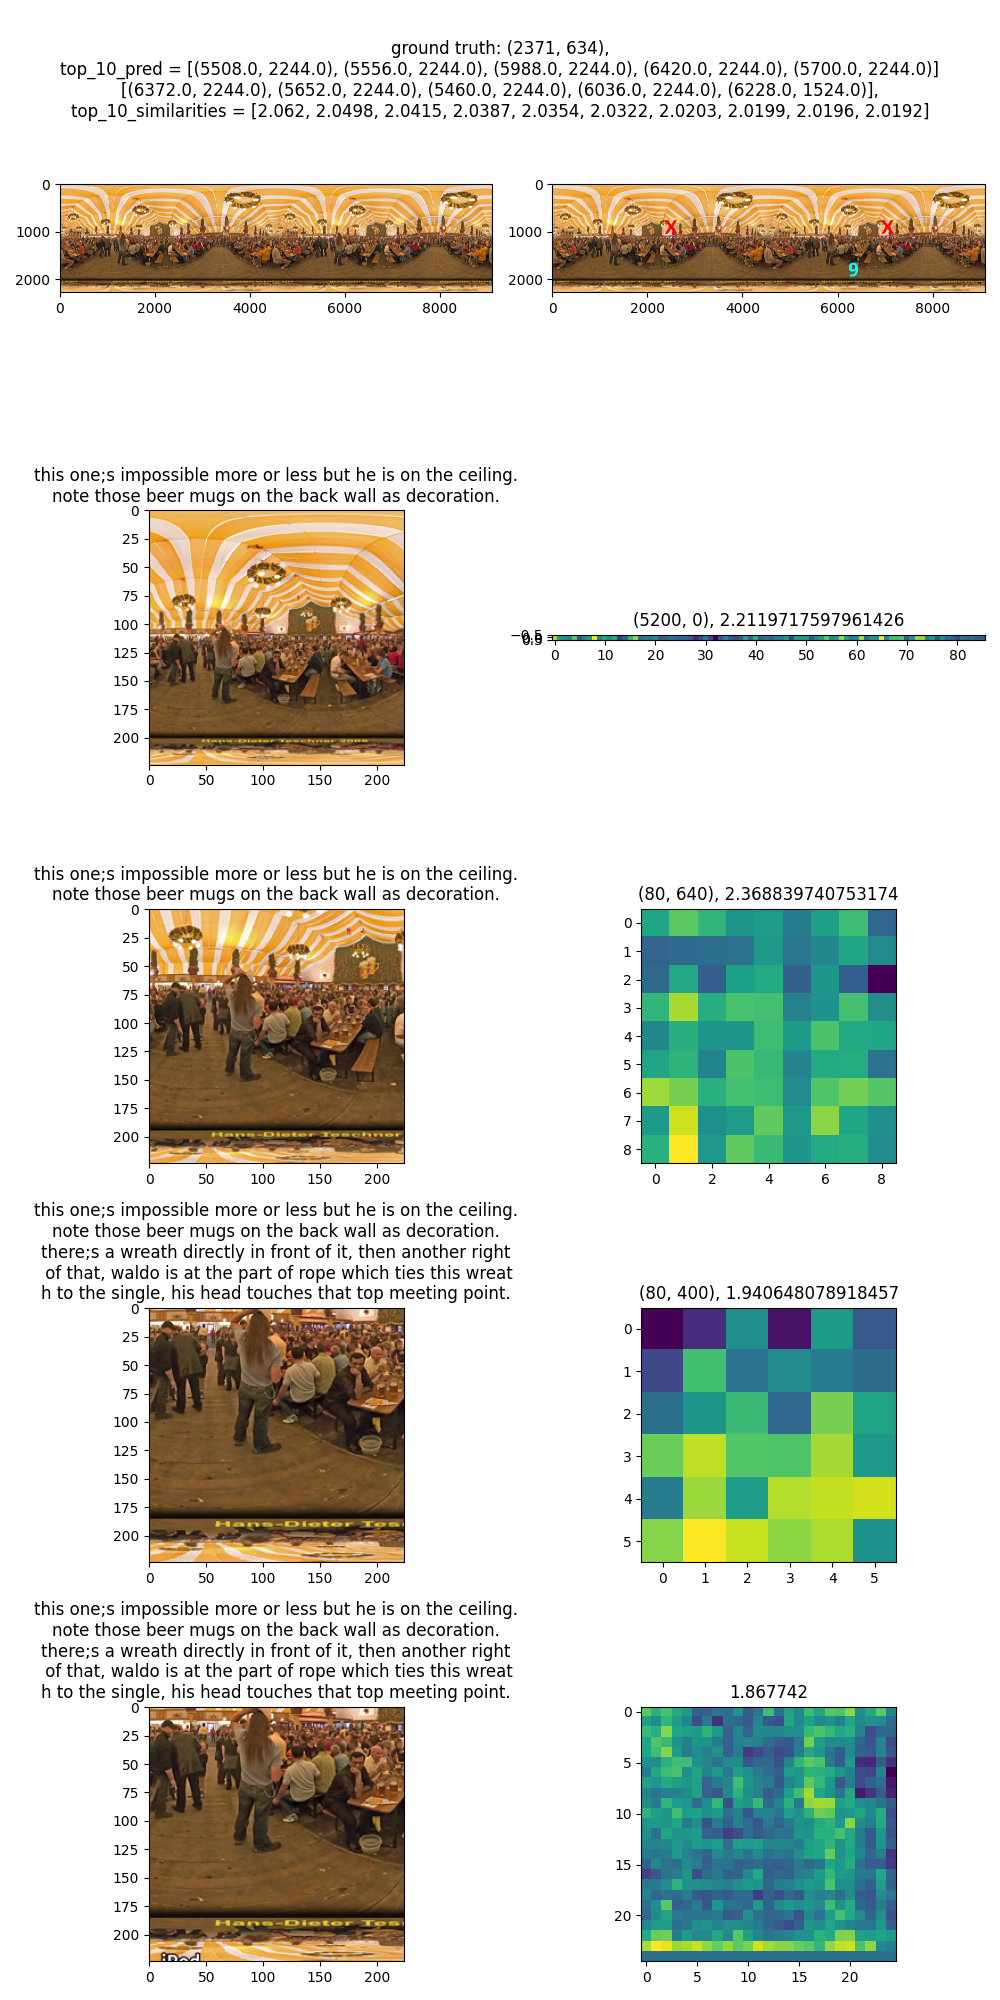 ground truth: (2371, 634),
top_10_pred = [(5508.0, 2244.0), (5556.0, 2244.0), (5988.0, 2244.0), (6420.0, 2244.0), (5700.0, 2244.0)]
[(6372.0, 2244.0), (5652.0, 2244.0), (5460.0, 2244.0), (6036.0, 2244.0), (6228.0, 1524.0)],
top_10_similarities = [2.062, 2.0498, 2.0415, 2.0387, 2.0354, 2.0322, 2.0203, 2.0199, 2.0196, 2.0192]
0
1000
2000
0 2000 4000 6000 8000
0
1000
2000
X X
9
0 2000 4000 6000 8000
this one;s impossible more or less but he is on the ceiling.
note those beer mugs on the back wall as decoration.
0
25
50
75
100
125
150
175
200
Hans-Dieter Teschner
0 50 100 150 200
(5200, 0), 2.2119717597961426
0 10 20 30 40 50 60 70 80
this one;s impossible more or less but he is on the ceiling.
note those beer mugs on the back wall as decoration.
0
25
50
75
100
125
150
175
200
Hans-Dieter Teschner
0 50 100 150 200
(80, 640), 2.368839740753174
0
1
2
3
4
5
6
7
8
0 2 4 6 8
this one;s impossible more or less but he is on the ceiling.
note those beer mugs on the back wall as decoration.
there;s a wreath directly in front of it, then another right
of that, waldo is at the part of rope which ties this wreat
h to the single, his head touches that top meeting point.
0
25
50
75
100
125
150
175
200
Hans-Dieter Tes
0 50 100 150 200
(80, 400), 1.940648078918457
0
1
2
3
4
5
0 1 2 3 4 5
this one;s impossible more or less but he is on the ceiling.
note those beer mugs on the back wall as decoration.
there;s a wreath directly in front of it, then another right
of that, waldo is at the part of rope which ties this wreat
h to the single, his head touches that top meeting point.
0
25
50
75
100
125
150
175
200
Hans-Dieter Tes
0 50 100 150 200
1.867742
0
5
10
15
20
0 5 10 15 20